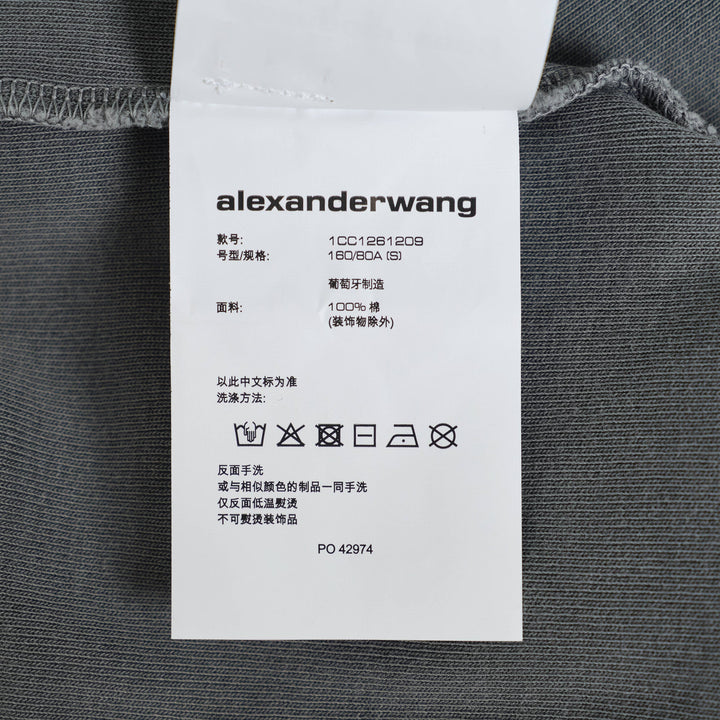 alexanderwang
款号: 1CC1261209
号型/规格: 160/80A (S)
葡萄牙制造
面料: 100% 棉
(装饰物除外)
以此中文标为准
洗涤方法:
反面手洗
或与相似颜色的制品一同手洗
仅反面低温熨烫
不可熨烫装饰品
PO 42974